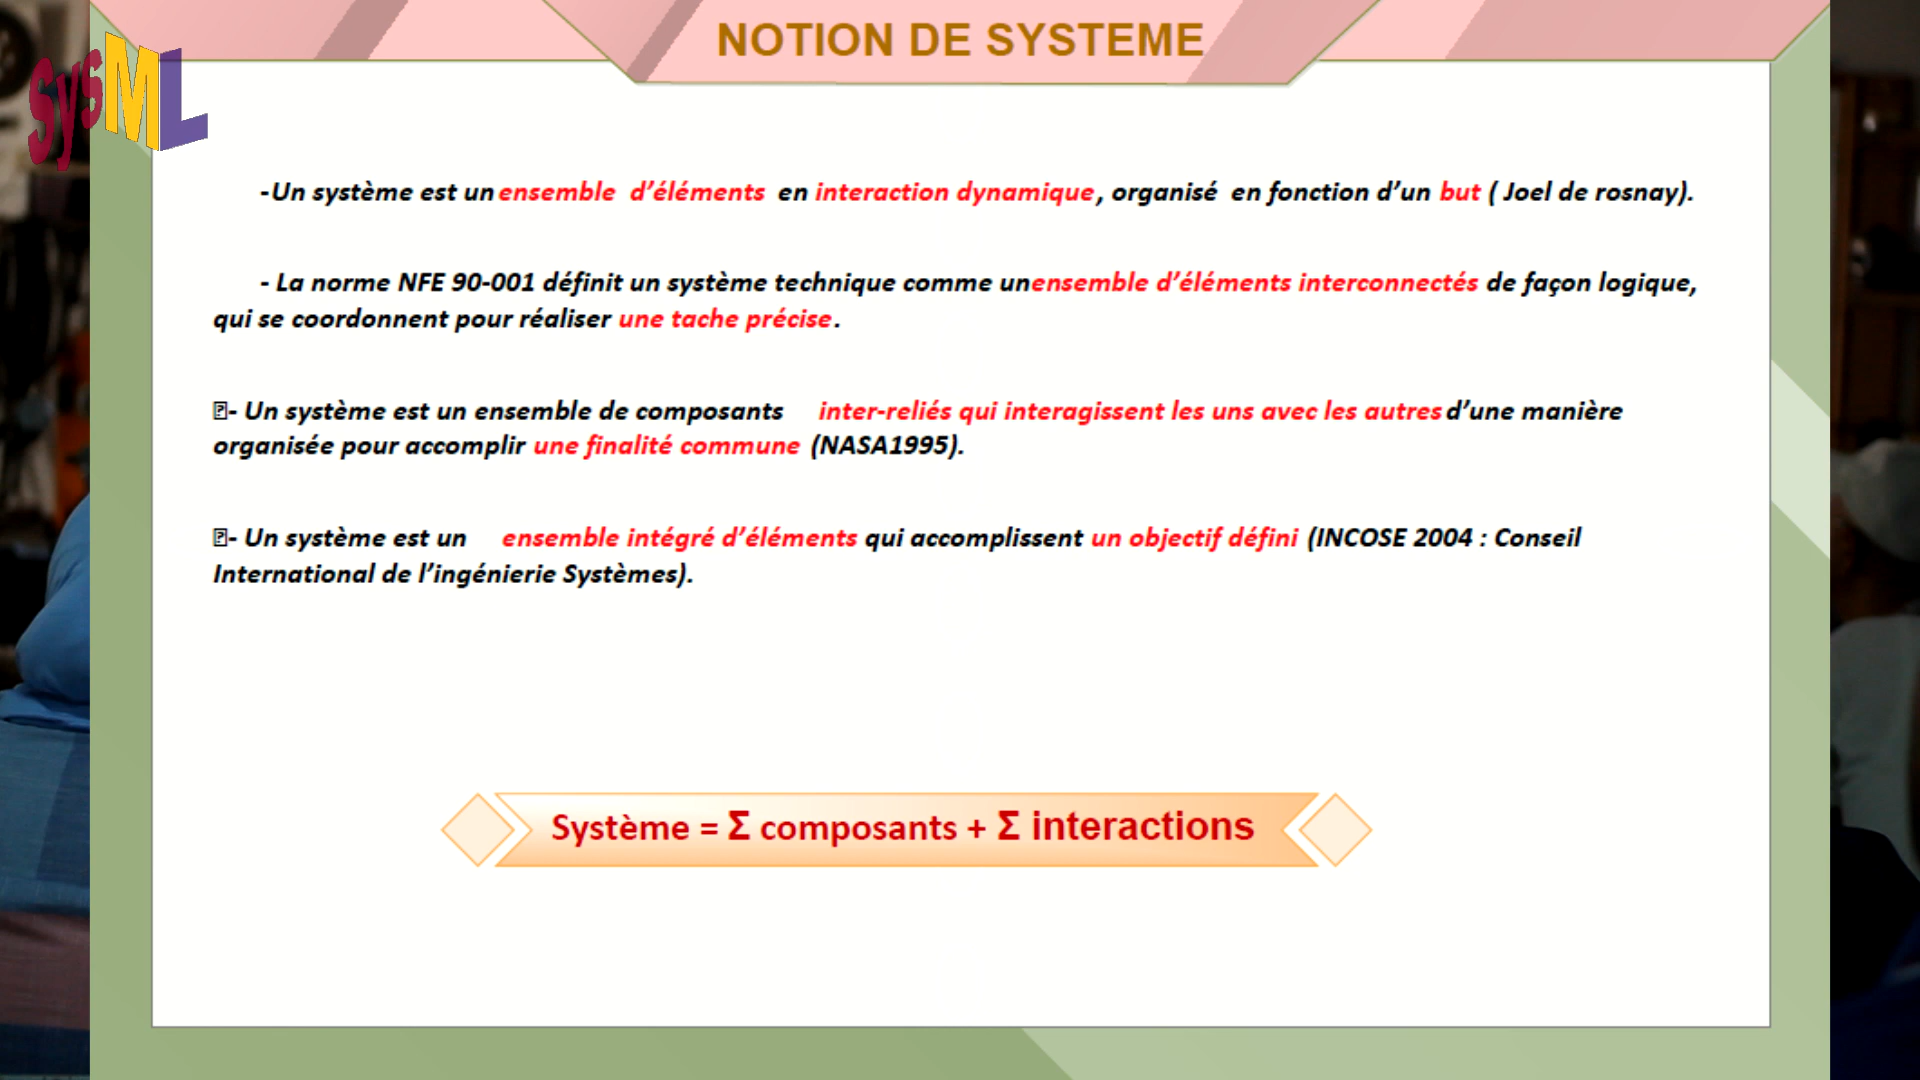 NOTION DE SYSTEME
SysML
-Un système est un ensemble d’éléments en interaction dynamique, organisé en fonction d’un but ( Joel de rosnay).
- La norme NFE 90-001 définit un système technique comme unensemble d’éléments interconnectés de façon logique,
qui se coordonnent pour réaliser une tache précise.
- Un système est un ensemble de composants inter-reliés qui interagissent les uns avec les autres d’une manière
organisée pour accomplir une finalité commune (NASA1995).
- Un système est un ensemble intégré d’éléments qui accomplissent un objectif défini (INCOSE 2004 : Conseil
International de l’ingénierie Systèmes).
Système = Σ composants + Σ interactions